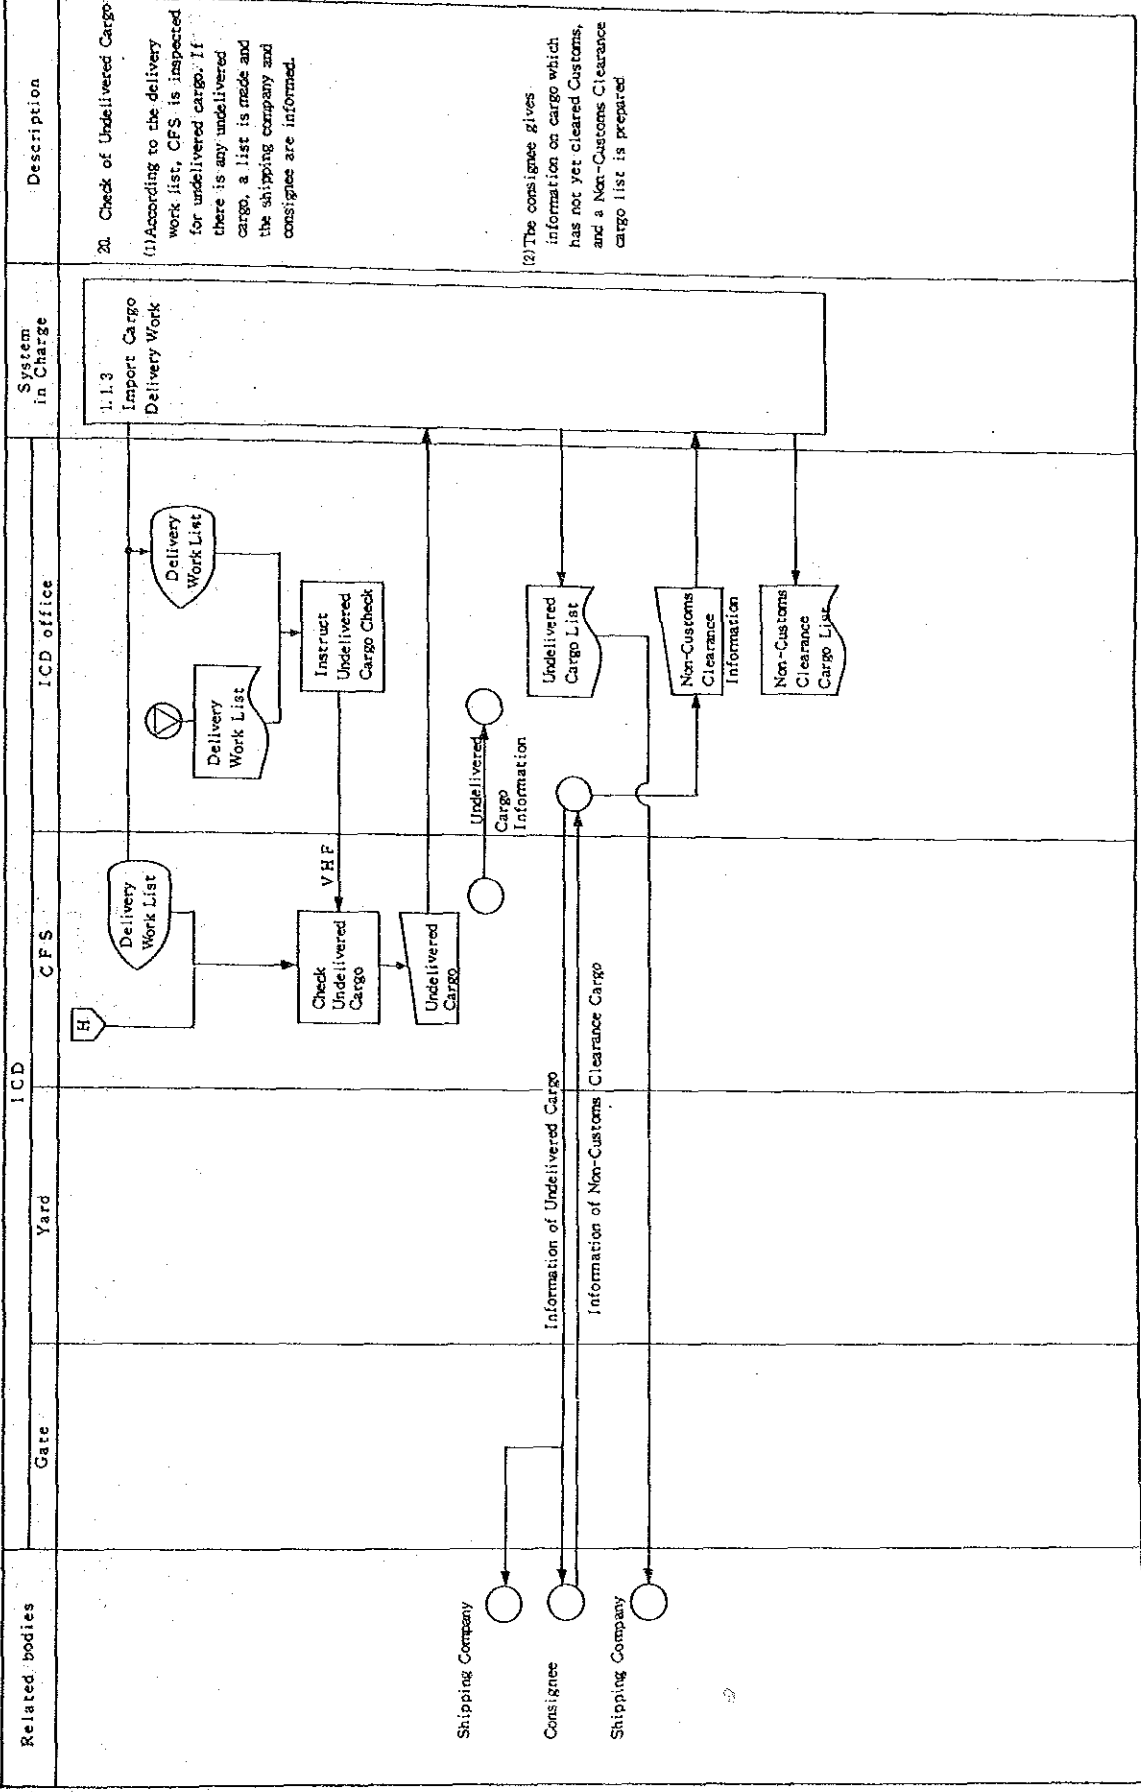 Related bodies
ICD
Gate
Yard
CFS
ICD office
System
in Charge
Description
H
Delivery
Work List
Delivery
Work List
Delivery
Work List
1.1.3
Import Cargo
Delivery Work
20. Check of Undelivered Cargo
(1)According to the delivery
work list, CFS is inspected
for undelivered cargo. If
there is any undelivered
cargo, a list is made and
the shipping company and
consignee are informed.
Check
Undelivered
Cargo
VHF
Instruct
Undelivered
Cargo Check
Undelivered
Cargo
Undelivered
Cargo
Information
Shipping Company
Consignee
Shipping Company
Information of Undelivered Cargo
Information of Non-Customs Clearance Cargo
Undelivered
Cargo List
(2)The consignee gives
information on cargo which
has not yet cleared Customs,
and a Non-Customs Clearance
cargo list is prepared
Non-Customs
Clearance
Information
Non-Customs
Clearance
Cargo List